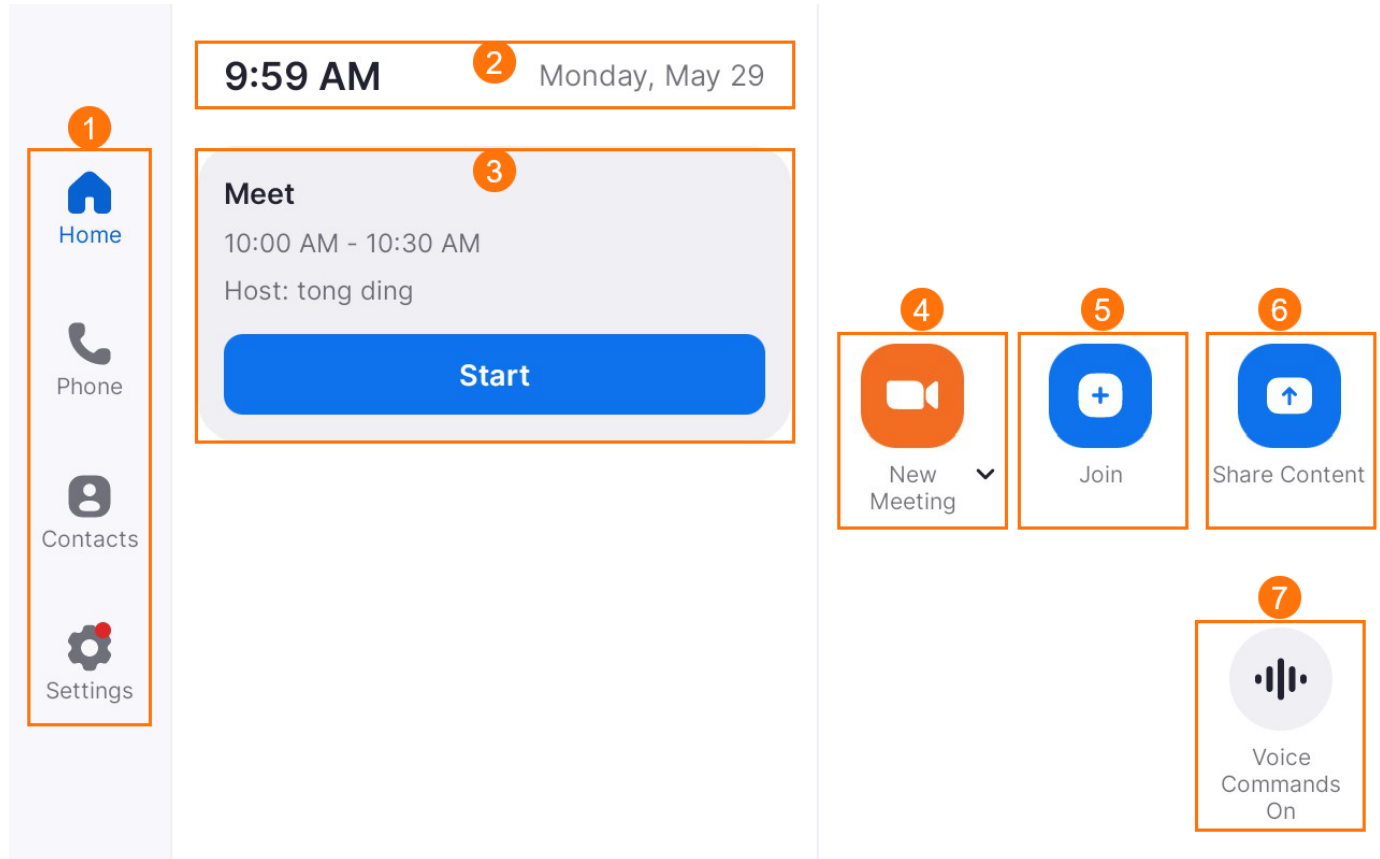 1
Home
Phone
Contacts
Settings
2
9:59 AM Monday, May 29
3
Meet
10:00 AM - 10:30 AM
Host: tong ding
Start
4
New
Meeting
5
Join
6
Share Content
7
Voice
Commands
On